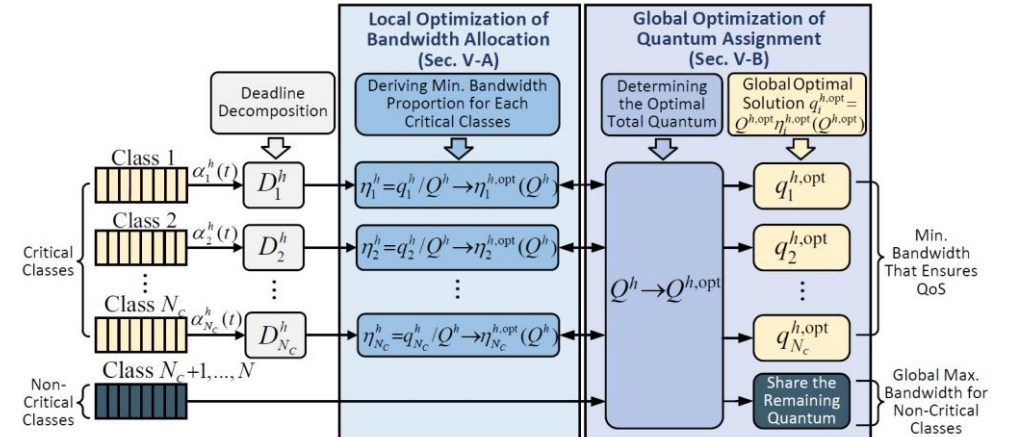 Local Optimization of
Bandwidth Allocation
(Sec. V-A)
Global Optimization of
Quantum Assignment
(Sec. V-B)
Deadline
Decomposition
Deriving Min. Bandwidth
Proportion for Each
Critical Classes
Determining
the Optimal
Total Quantum
Global Optimal
Solution q_i^{h,opt}=
Q^{h,opt}η_i^{h,opt}(Q^{h,opt})
Critical
Classes
Class 1
α_1^h(t)
D_1^h
η_1^h=q_1^h/Q^h→η_1^{h,opt}(Q^h)
q_1^{h,opt}
Class 2
α_2^h(t)
D_2^h
η_2^h=q_2^h/Q^h→η_2^{h,opt}(Q^h)
q_2^{h,opt}
⋮
⋮
⋮
⋮
Q^h→Q^{h,opt}
Class N_C
α_{N_C}^h(t)
D_{N_C}^h
η_{N_C}^h=q_{N_C}^h/Q^h→η_{N_C}^{h,opt}(Q^h)
q_{N_C}^{h,opt}
Min.
Bandwidth
That Ensures
QoS
Non-
Critical
Classes
Class N_C+1,...,N
Share the
Remaining
Quantum
Global Max.
Bandwidth for
Non-Critical
Classes